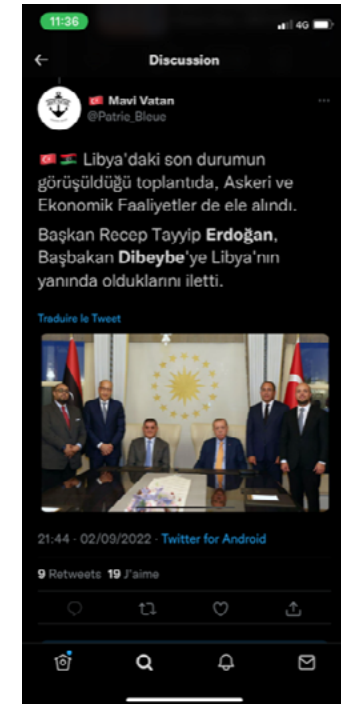 11:36
4G
Discussion
Mavi Vatan
@Patrie_Bleue
Libya'daki son durumun
görüşüldüğü toplantıda, Askeri ve
Ekonomik Faaliyetler de ele alındı.
Başkan Recep Tayyip Erdoğan,
Başbakan Dibeybe'ye Libya'nın
yanında olduklarını iletti.
Traduire le Tweet
21:44 · 02/09/2022 · Twitter for Android
9 Retweets 19 J'aime